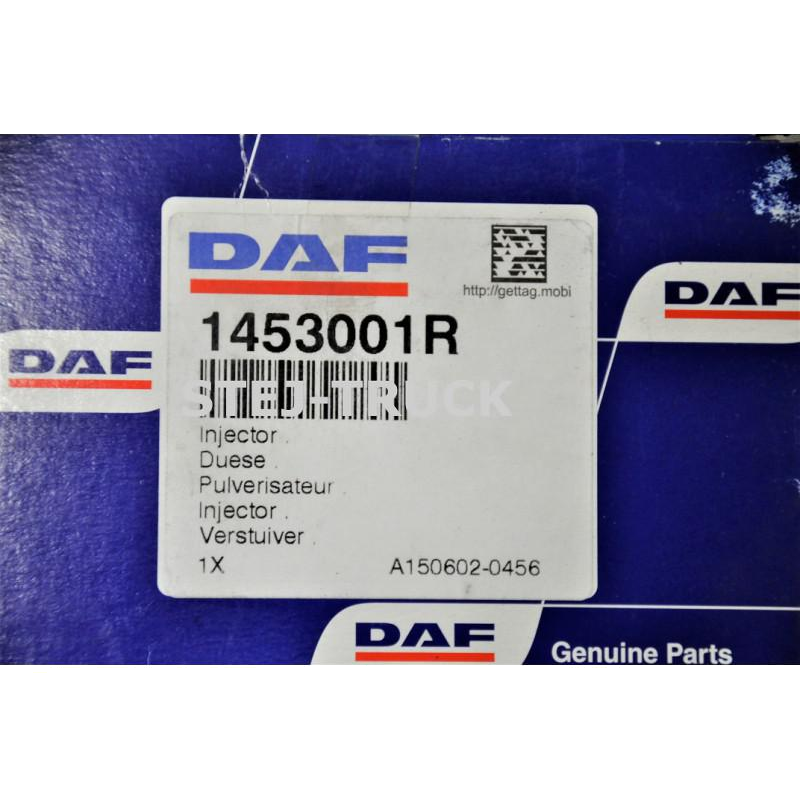 DAF
http://gettag.mobi
DAF
1453001R
DAF
STEJ-TRUCK
Injector .
Duese .
Pulverisateur .
Injector .
Verstuiver .
1X A150602-0456
DAF
Genuine Parts